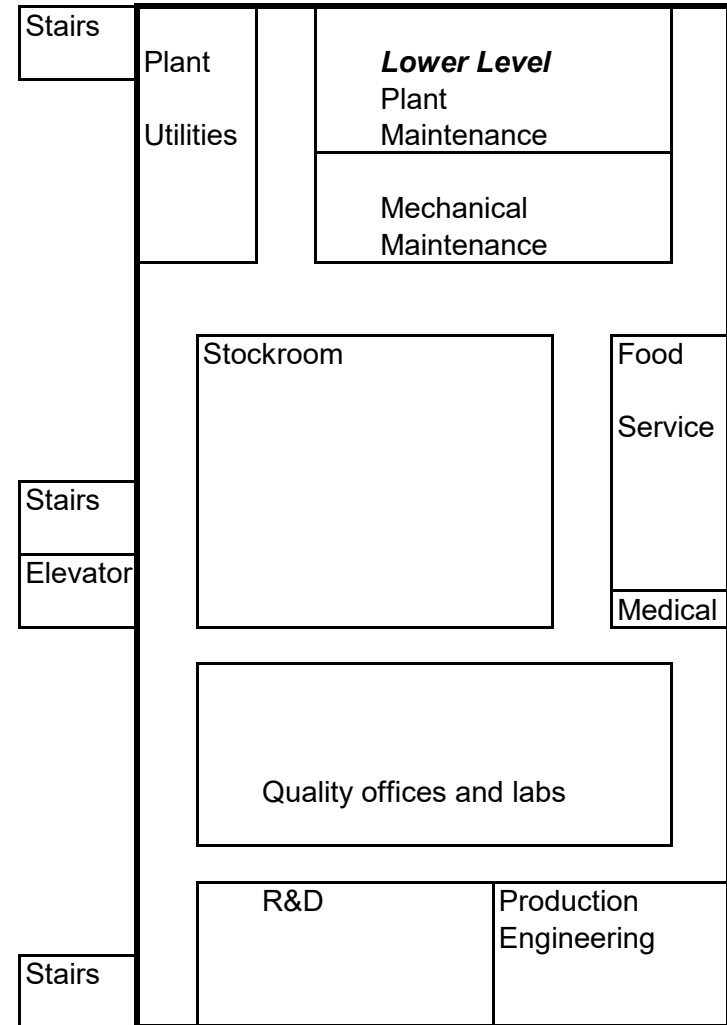 Stairs
Plant
Utilities
Lower Level
Plant
Maintenance
Mechanical
Maintenance
Stockroom
Food
Service
Stairs
Elevator
Medical
Quality offices and labs
R&D
Production
Engineering
Stairs